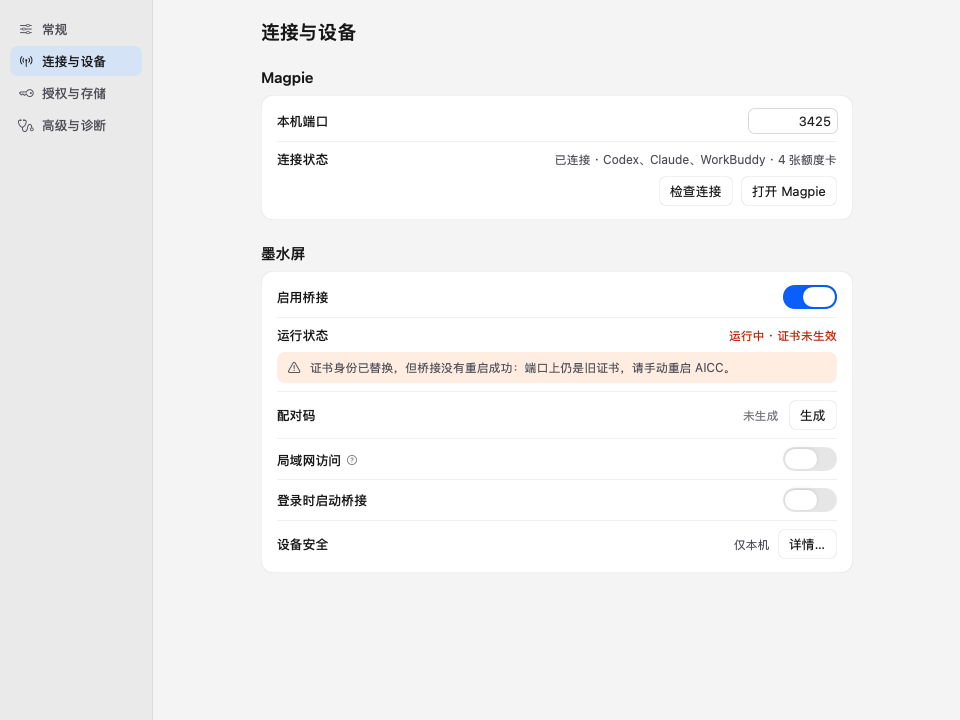 常规
连接与设备
授权与存储
高级与诊断
连接与设备
Magpie
本机端口
3425
连接状态
已连接 · Codex、Claude、WorkBuddy · 4 张额度卡
检查连接
打开 Magpie
墨水屏
启用桥接
运行状态
运行中 · 证书未生效
证书身份已替换，但桥接没有重启成功：端口上仍是旧证书，请手动重启 AICC。
配对码
未生成
生成
局域网访问
登录时启动桥接
设备安全
仅本机
详情...